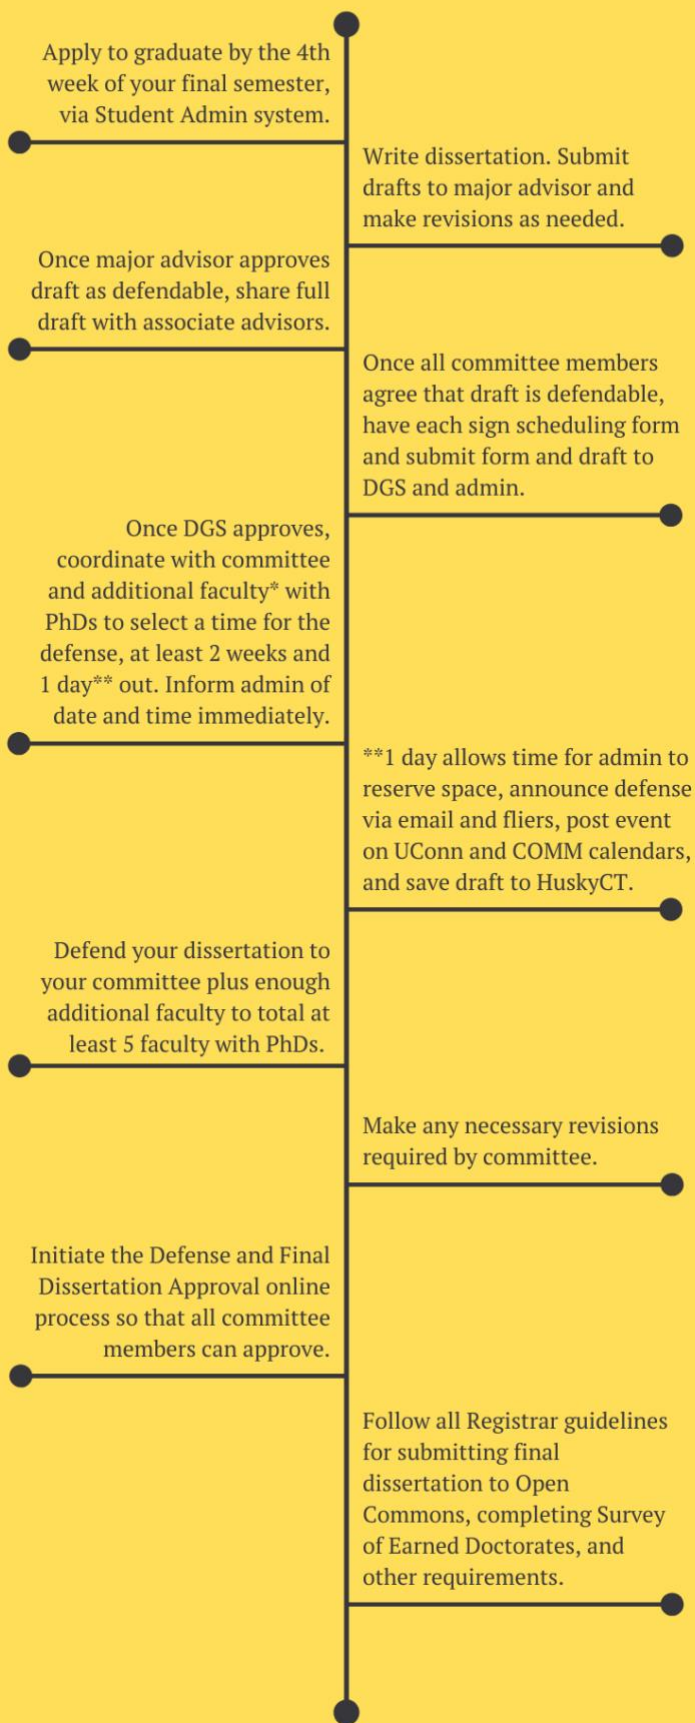 Apply to graduate by the 4th
week of your final semester,
via Student Admin system.
Write dissertation. Submit
drafts to major advisor and
make revisions as needed.
Once major advisor approves
draft as defendable, share full
draft with associate advisors.
Once all committee members
agree that draft is defendable,
have each sign scheduling form
and submit form and draft to
DGS and admin.
Once DGS approves,
coordinate with committee
and additional faculty* with
PhDs to select a time for the
defense, at least 2 weeks and
1 day** out. Inform admin of
date and time immediately.
**1 day allows time for admin to
reserve space, announce defense
via email and fliers, post event
on UConn and COMM calendars,
and save draft to HuskyCT.
Defend your dissertation to
your committee plus enough
additional faculty to total at
least 5 faculty with PhDs.
Make any necessary revisions
required by committee.
Initiate the Defense and Final
Dissertation Approval online
process so that all committee
members can approve.
Follow all Registrar guidelines
for submitting final
dissertation to Open
Commons, completing Survey
of Earned Doctorates, and
other requirements.